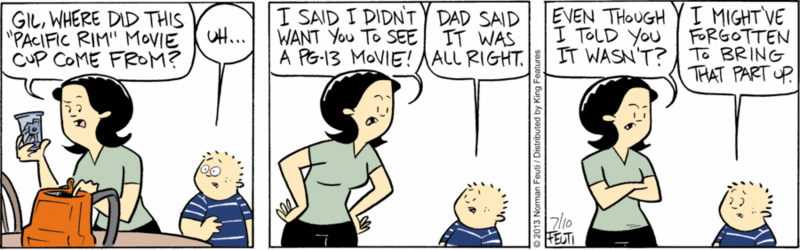 GIL, WHERE DID THIS
"PACIFIC RIM" MOVIE
CUP COME FROM?
UH...
I SAID I DIDN'T
WANT YOU TO SEE
A PG-13 MOVIE!
DAD SAID
IT WAS
ALL RIGHT.
© 2013 Norman Feuti / Distributed by King Features
EVEN THOUGH
I TOLD YOU
IT WASN'T?
I MIGHT'VE
FORGOTTEN
TO BRING
THAT PART UP.
7/10
FEUTI